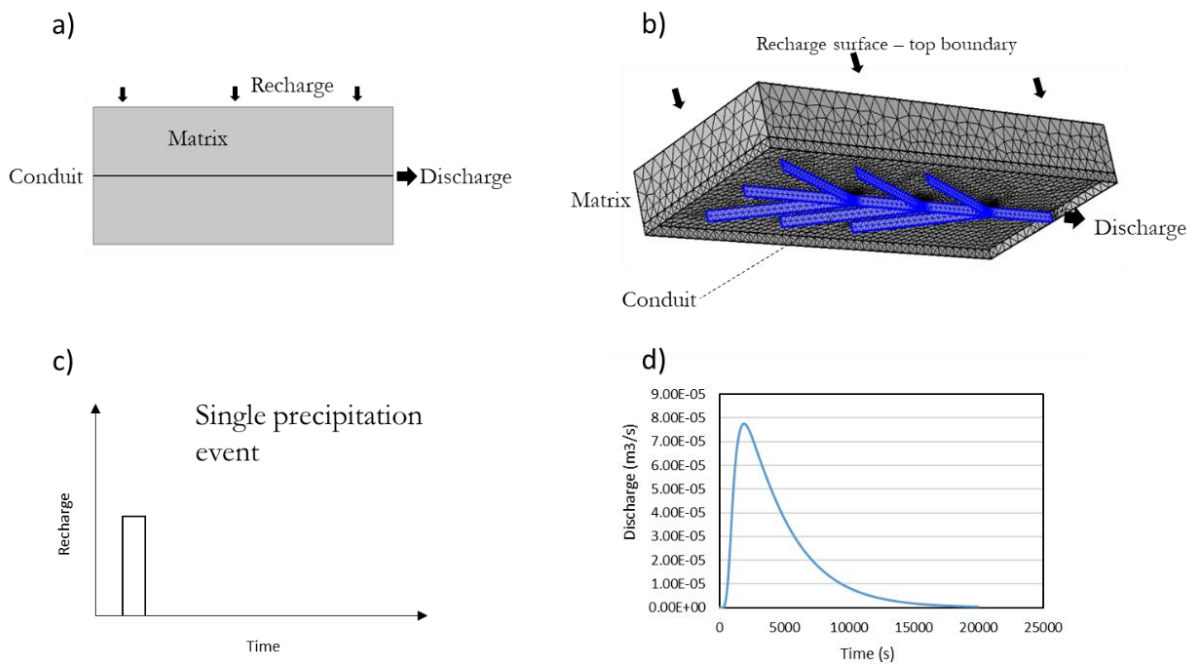 a)
Recharge
Matrix
Conduit
Discharge
b)
Recharge surface – top boundary
Matrix
Discharge
Conduit
c)
Single precipitation
event
Recharge
Time
d)
9.00E-05
8.00E-05
7.00E-05
6.00E-05
5.00E-05
4.00E-05
3.00E-05
2.00E-05
1.00E-05
0.00E+00
Discharge (m3/s)
0 5000 10000 15000 20000 25000
Time (s)